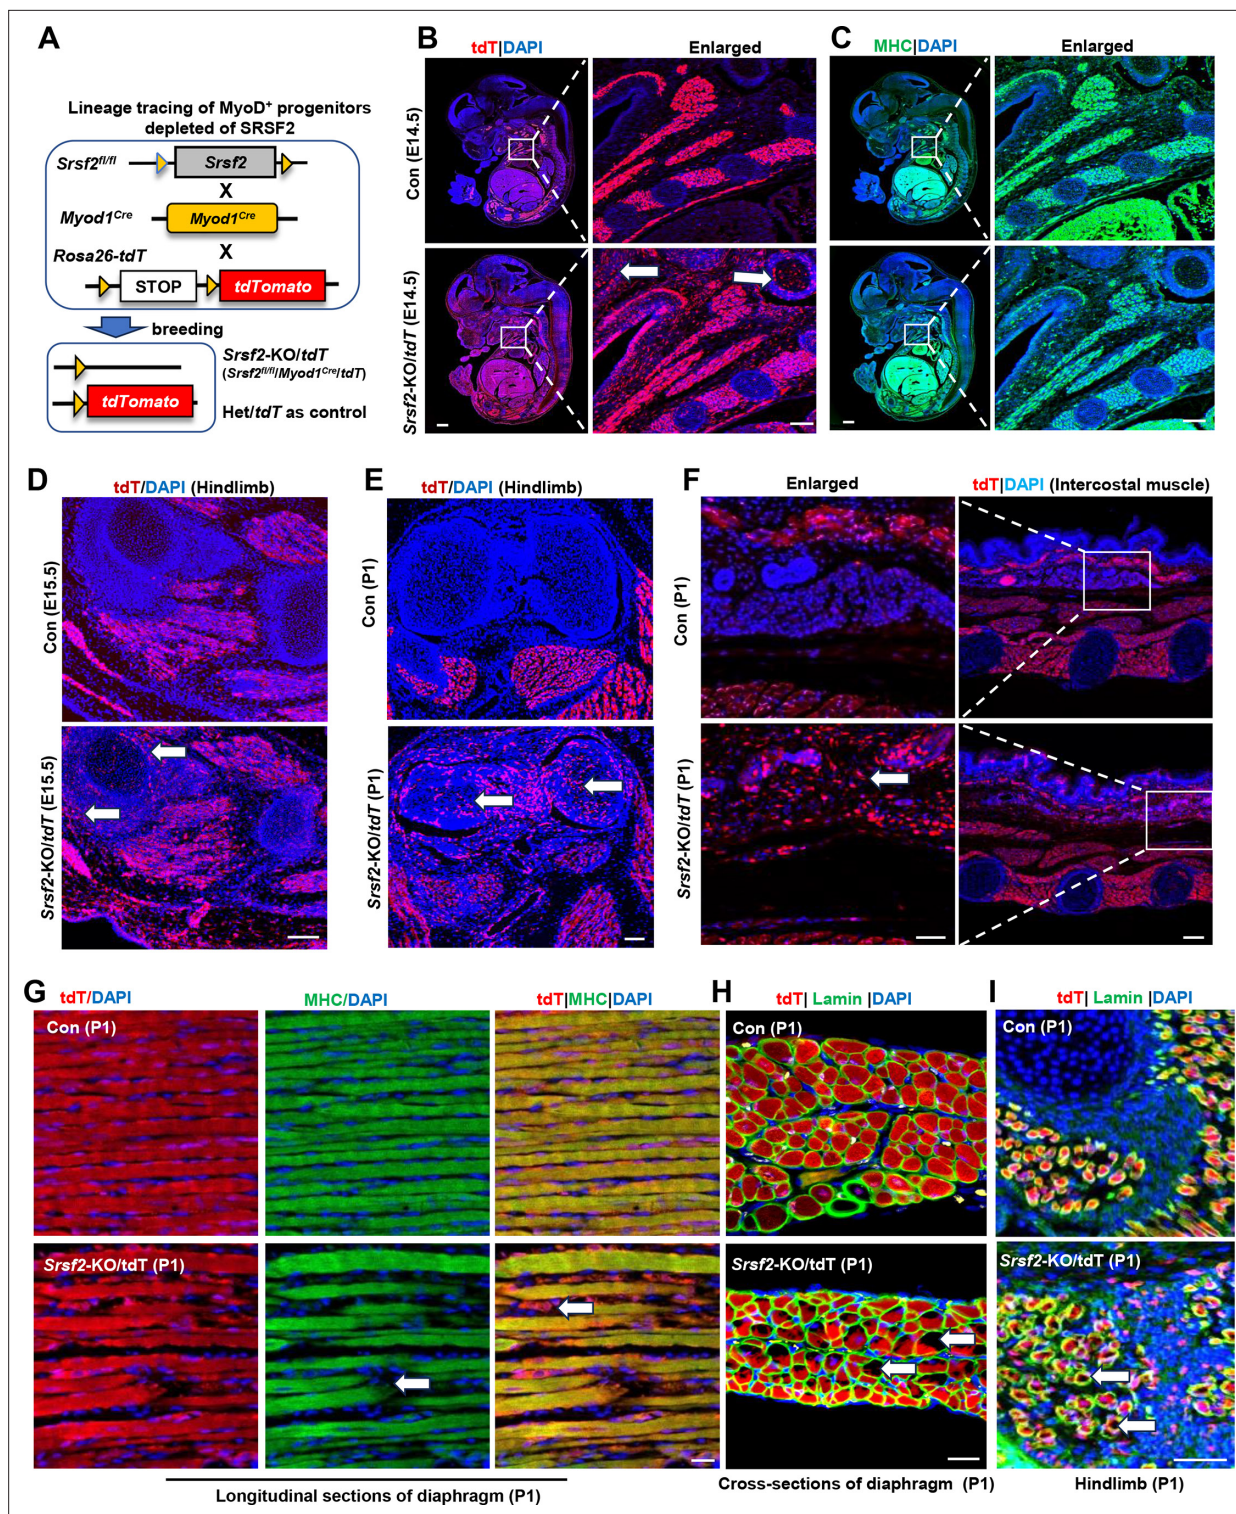 A
Lineage tracing of MyoD+ progenitors
depleted of SRSF2
Srsf2fl/fl
Srsf2
X
Myod1Cre
Myod1Cre
X
Rosa26-tdT
STOP
tdTomato
breeding
Srsf2-KO/tdT
(Srsf2fl/fl/Myod1Cre/tdT)
tdTomato
Het/tdT as control
B
tdT|DAPI
Enlarged
Con (E14.5)
Srsf2-KO/tdT (E14.5)
C
MHC|DAPI
Enlarged
D
tdT/DAPI (Hindlimb)
Con (E15.5)
Srsf2-KO/tdT (E15.5)
E
tdT/DAPI (Hindlimb)
Con (P1)
Srsf2-KO/tdT (P1)
F
Enlarged
tdT|DAPI (Intercostal muscle)
Con (P1)
Srsf2-KO/tdT (P1)
G
tdT/DAPI
MHC/DAPI
tdT|MHC|DAPI
Con (P1)
Srsf2-KO/tdT (P1)
Longitudinal sections of diaphragm (P1)
H
tdT| Lamin |DAPI
Con (P1)
Srsf2-KO/tdT (P1)
Cross-sections of diaphragm (P1)
I
tdT| Lamin |DAPI
Con (P1)
Srsf2-KO/tdT (P1)
Hindlimb (P1)